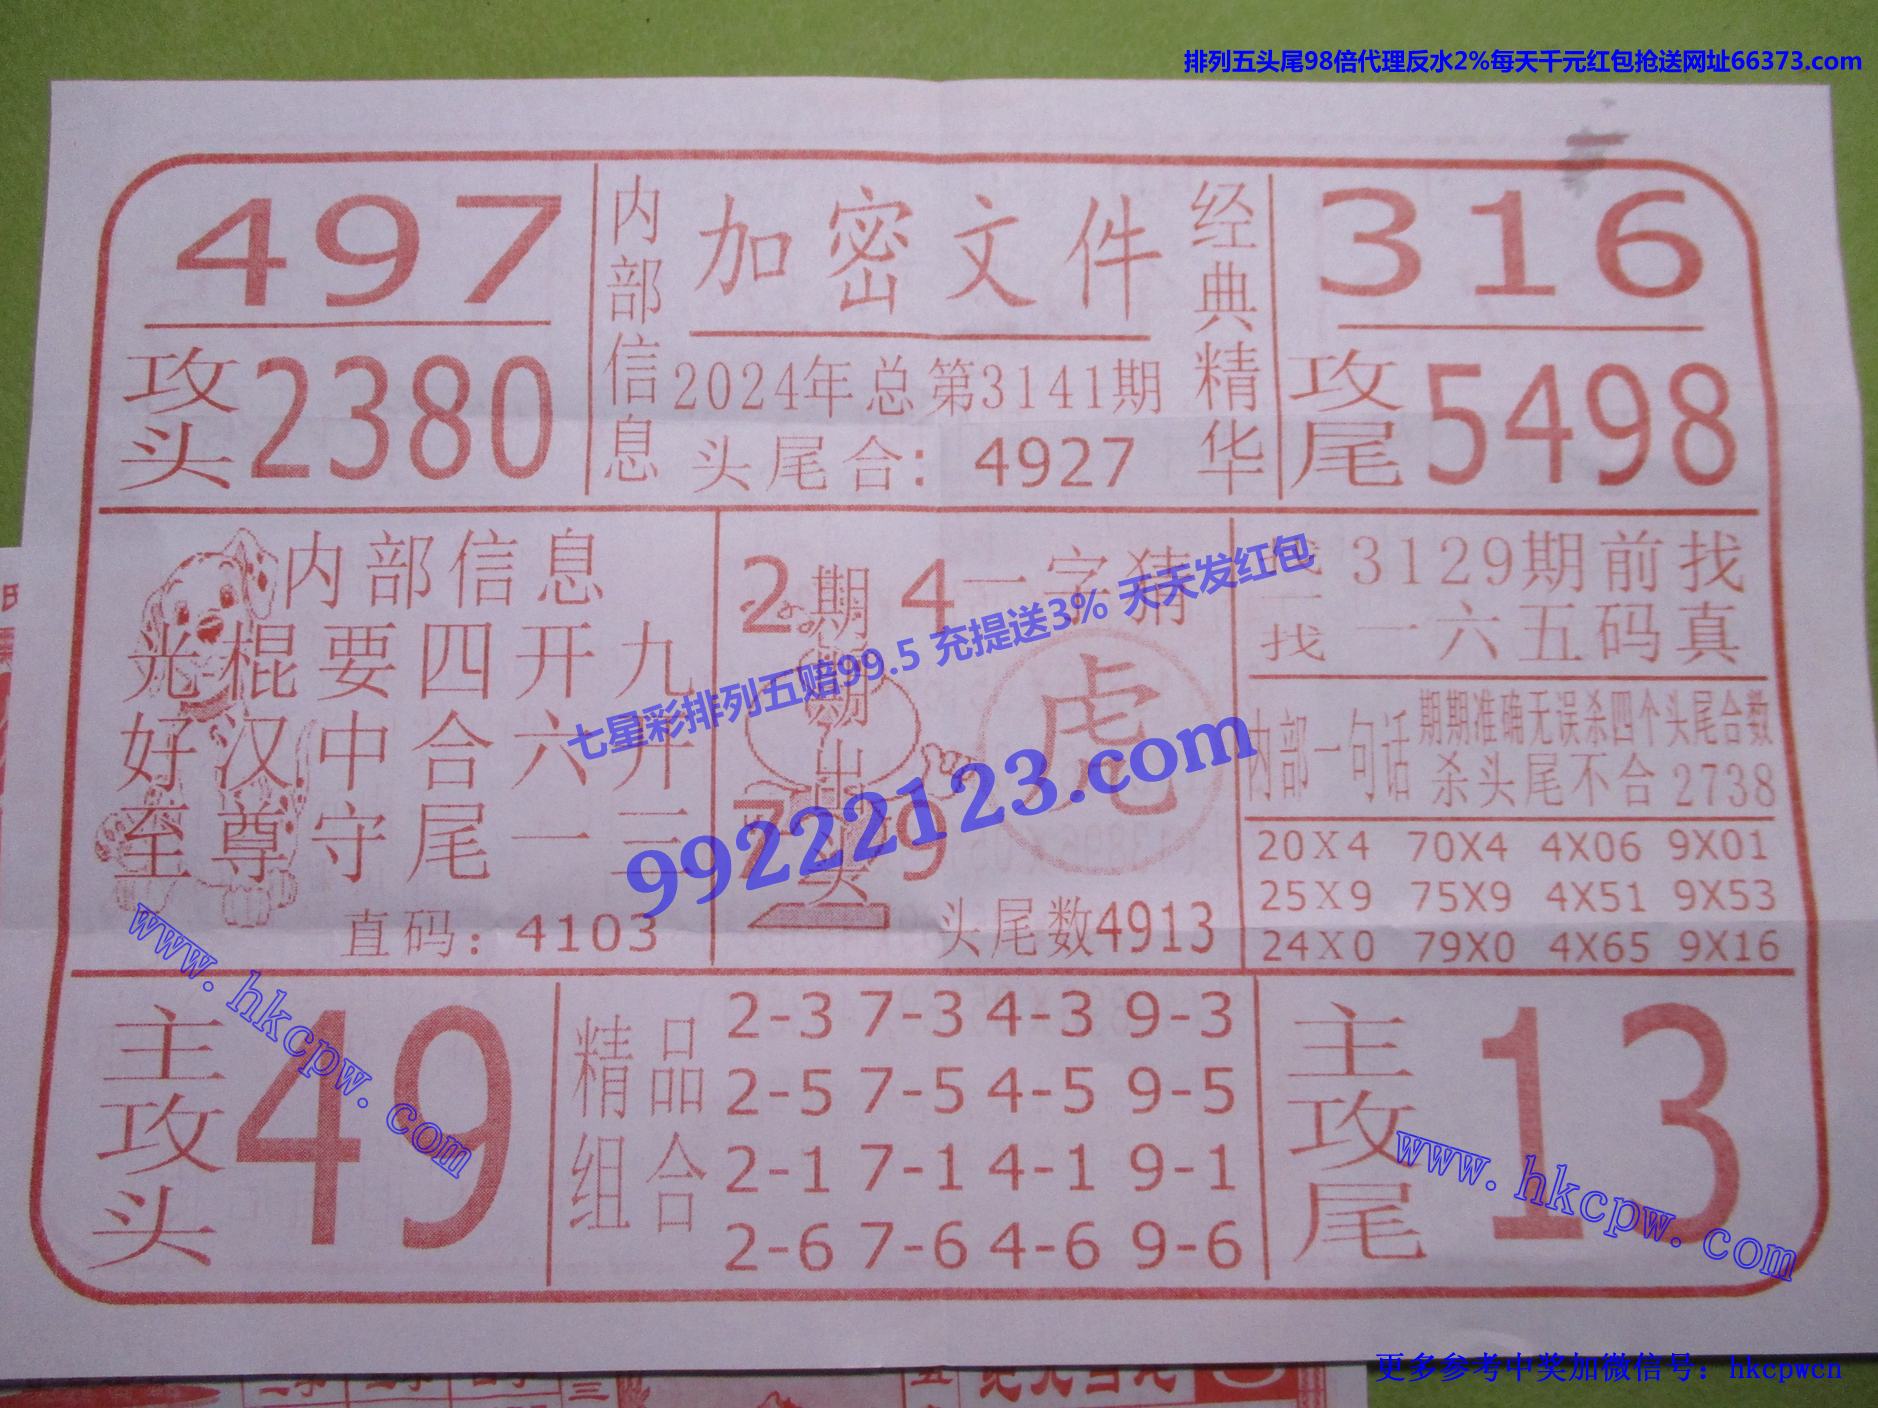 排列五头尾98倍代理反水2%每天千元红包抢送网址66373.com
497
攻头2380
内部信息
加密文件
2024年总第3141期
头尾合: 4927
经典精华
316
攻尾5498
内部信息
光棍要四开九
好汉中合六开
至尊守尾一三
直码: 4103
2 4
7 9
期期出头
一字猜
虎
头尾数4913
找一找
3129期前找
一六五码真
内部一句话
期期准确无误杀四个头尾合数
杀头尾不合2738
20X4 70X4 4X06 9X01
25X9 75X9 4X51 9X53
24X0 79X0 4X65 9X16
七星彩排列五赔99.5 充提送3% 天天发红包
99222123.com
主攻头
49
精品组合
2-3 7-3 4-3 9-3
2-5 7-5 4-5 9-5
2-1 7-1 4-1 9-1
2-6 7-6 4-6 9-6
主攻尾
13
www.hkcpw.com
www.hkcpw.com
更多参考中奖加微信号: hkcpwcn